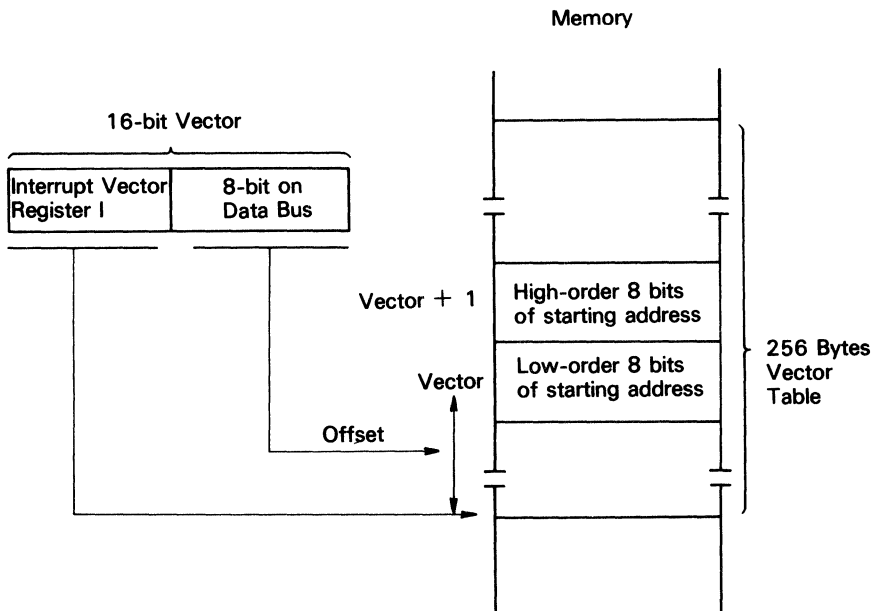 Memory
16-bit Vector
Interrupt Vector
Register I
8-bit on
Data Bus
Vector + 1
High-order 8 bits
of starting address
Vector
Low-order 8 bits
of starting address
Offset
256 Bytes
Vector
Table